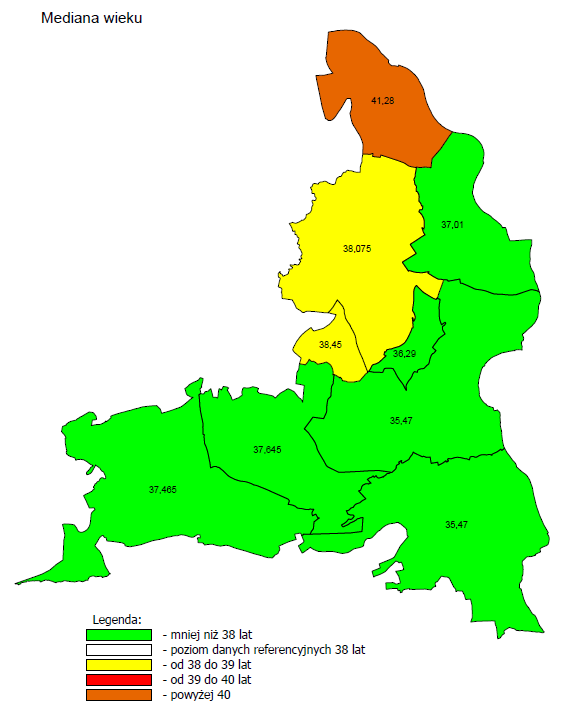 Mediana wieku
41,28
37,01
38,075
38,45
36,29
35,47
37,645
37,465
35,47
Legenda:
- mniej niż 38 lat
- poziom danych referencyjnych 38 lat
- od 38 do 39 lat
- od 39 do 40 lat
- powyżej 40